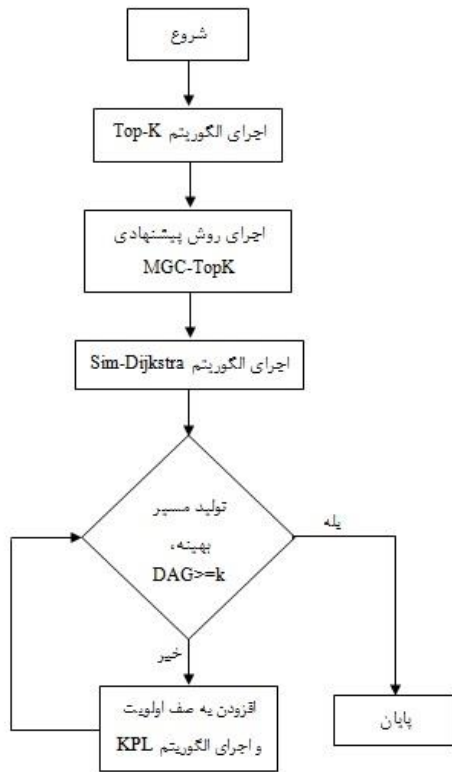 شروع
اجرای الگوریتم Top-K
اجرای روش پیشنهادی
MGC-TopK
اجرای الگوریتم Sim-Dijkstra
تولید مسیر
بهینه،
DAG>=k
بله
خیر
افزودن به صف اولویت
و اجرای الگوریتم KPL
پایان